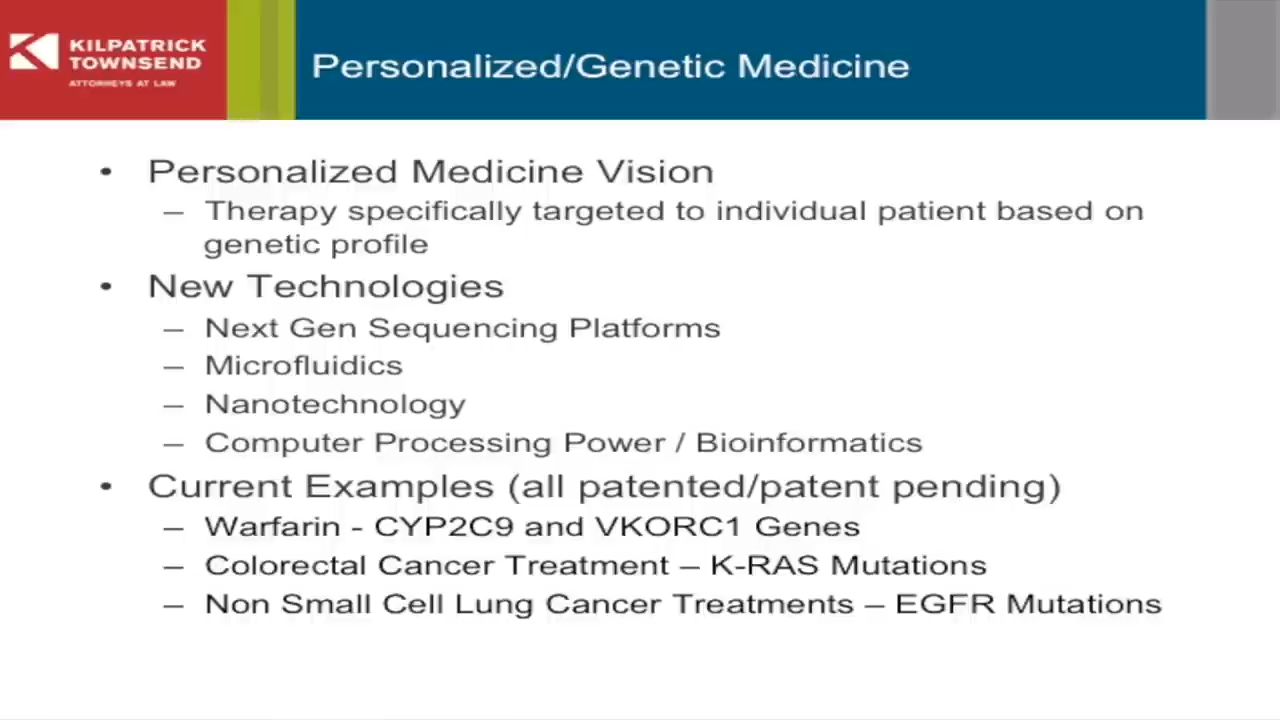 KILPATRICK
TOWNSEND
ATTORNEYS AT LAW
Personalized/Genetic Medicine
• Personalized Medicine Vision
– Therapy specifically targeted to individual patient based on
genetic profile
• New Technologies
– Next Gen Sequencing Platforms
– Microfluidics
– Nanotechnology
– Computer Processing Power / Bioinformatics
• Current Examples (all patented/patent pending)
– Warfarin - CYP2C9 and VKORC1 Genes
– Colorectal Cancer Treatment – K-RAS Mutations
– Non Small Cell Lung Cancer Treatments – EGFR Mutations